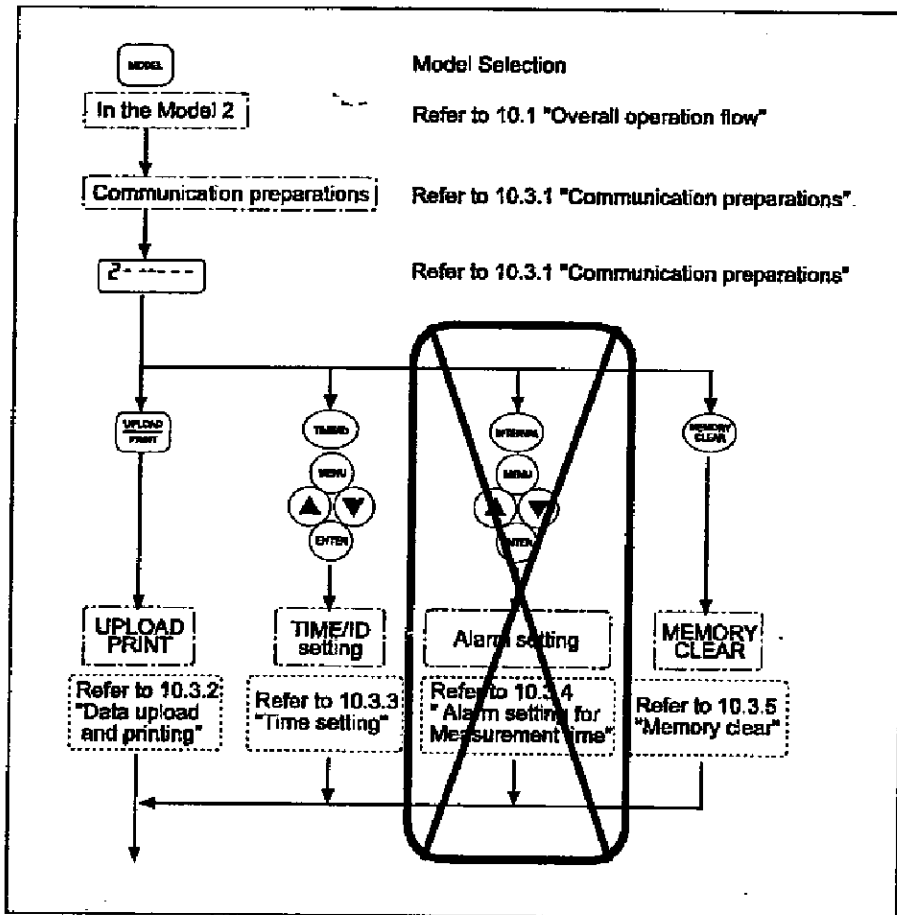 MODEL
Model Selection
In the Model 2
Refer to 10.1 "Overall operation flow"
Communication preparations
Refer to 10.3.1 "Communication preparations".
2------
Refer to 10.3.1 "Communication preparations"
UPLOAD
PRINT
TIME/ID
MENU
▲ ▼
ENTER
INTERVAL
MENU
▲ ▼
ENTER
MEMORY
CLEAR
UPLOAD
PRINT
TIME/ID
setting
Alarm setting
MEMORY
CLEAR
Refer to 10.3.2
"Data upload
and printing"
Refer to 10.3.3
"Time setting"
Refer to 10.3.4
" Alarm setting for
Measurement time"
Refer to 10.3.5
"Memory clear"